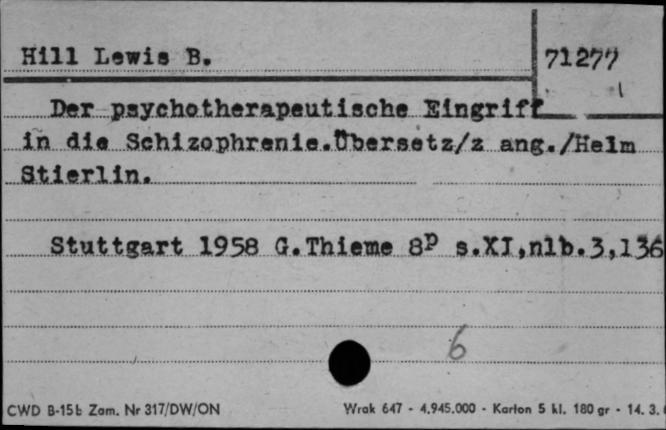 Hill Lewis B.
71277
Der psychotherapeutische Eingriff
in die Schizophrenie.Übersetz/z ang./Helm
Stierlin.
Stuttgart 1958 G.Thieme 8p s.XI,nlb.3,136
6
CWD B-15b Zam. Nr 317/DW/ON
Wrak 647 - 4.945.000 - Karton 5 kl. 180 gr - 14. 3.